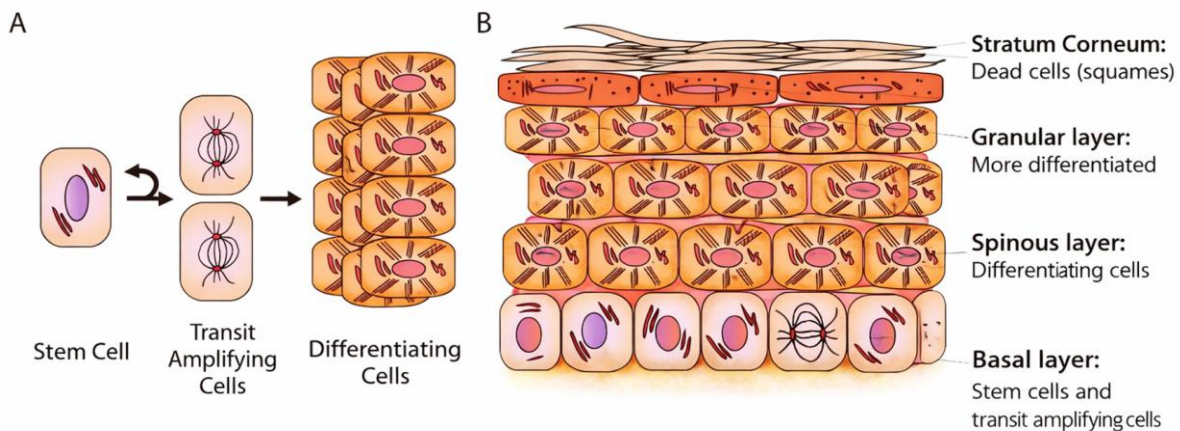 A
Stem Cell
Transit
Amplifying
Cells
Differentiating
Cells
B
Stratum Corneum:
Dead cells (squames)
Granular layer:
More differentiated
Spinous layer:
Differentiating cells
Basal layer:
Stem cells and
transit amplifying cells